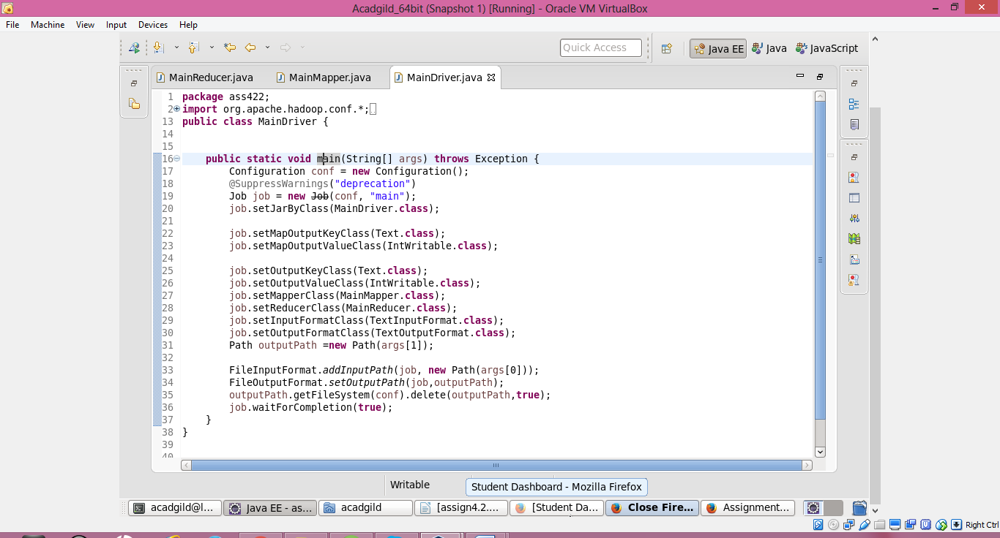 Acadgild_64bit (Snapshot 1) [Running] - Oracle VM VirtualBox
File Machine View Input Devices Help
Quick Access Java EE Java JavaScript
MainReducer.java MainMapper.java MainDriver.java
1 package ass422;
2 import org.apache.hadoop.conf.*;
13 public class MainDriver {
14
15
16 public static void main(String[] args) throws Exception {
17 Configuration conf = new Configuration();
18 @SuppressWarnings("deprecation")
19 Job job = new Job(conf, "main");
20 job.setJarByClass(MainDriver.class);
21
22 job.setMapOutputKeyClass(Text.class);
23 job.setMapOutputValueClass(IntWritable.class);
24
25 job.setOutputKeyClass(Text.class);
26 job.setOutputValueClass(IntWritable.class);
27 job.setMapperClass(MainMapper.class);
28 job.setReducerClass(MainReducer.class);
29 job.setInputFormatClass(TextInputFormat.class);
30 job.setOutputFormatClass(TextOutputFormat.class);
31 Path outputPath =new Path(args[1]);
32
33 FileInputFormat.addInputPath(job, new Path(args[0]));
34 FileOutputFormat.setOutputPath(job,outputPath);
35 outputPath.getFileSystem(conf).delete(outputPath,true);
36 job.waitForCompletion(true);
37 }
38 }
39
40
Writable
Student Dashboard - Mozilla Firefox
acadgild@l... Java EE - as... acadgild [assign4.2.... [Student Da... Close Fire... Assignment...
Right Ctrl